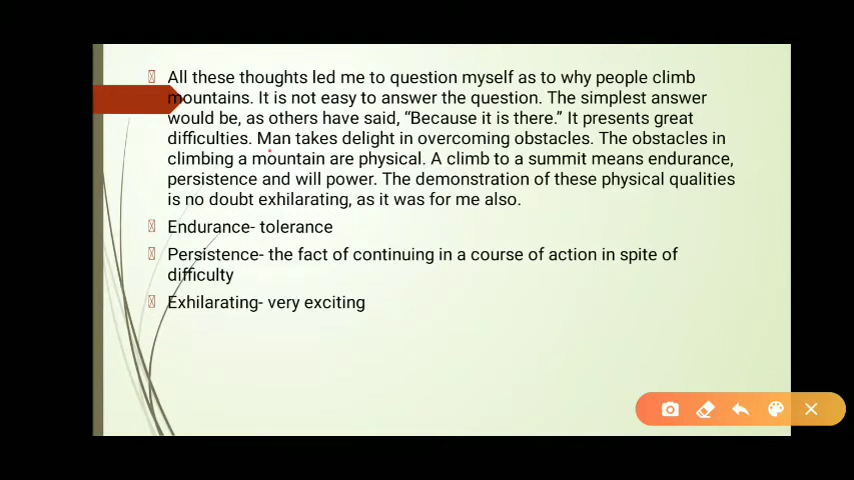 All these thoughts led me to question myself as to why people climb
mountains. It is not easy to answer the question. The simplest answer
would be, as others have said, “Because it is there.” It presents great
difficulties. Man takes delight in overcoming obstacles. The obstacles in
climbing a mountain are physical. A climb to a summit means endurance,
persistence and will power. The demonstration of these physical qualities
is no doubt exhilarating, as it was for me also.
Endurance- tolerance
Persistence- the fact of continuing in a course of action in spite of
difficulty
Exhilarating- very exciting